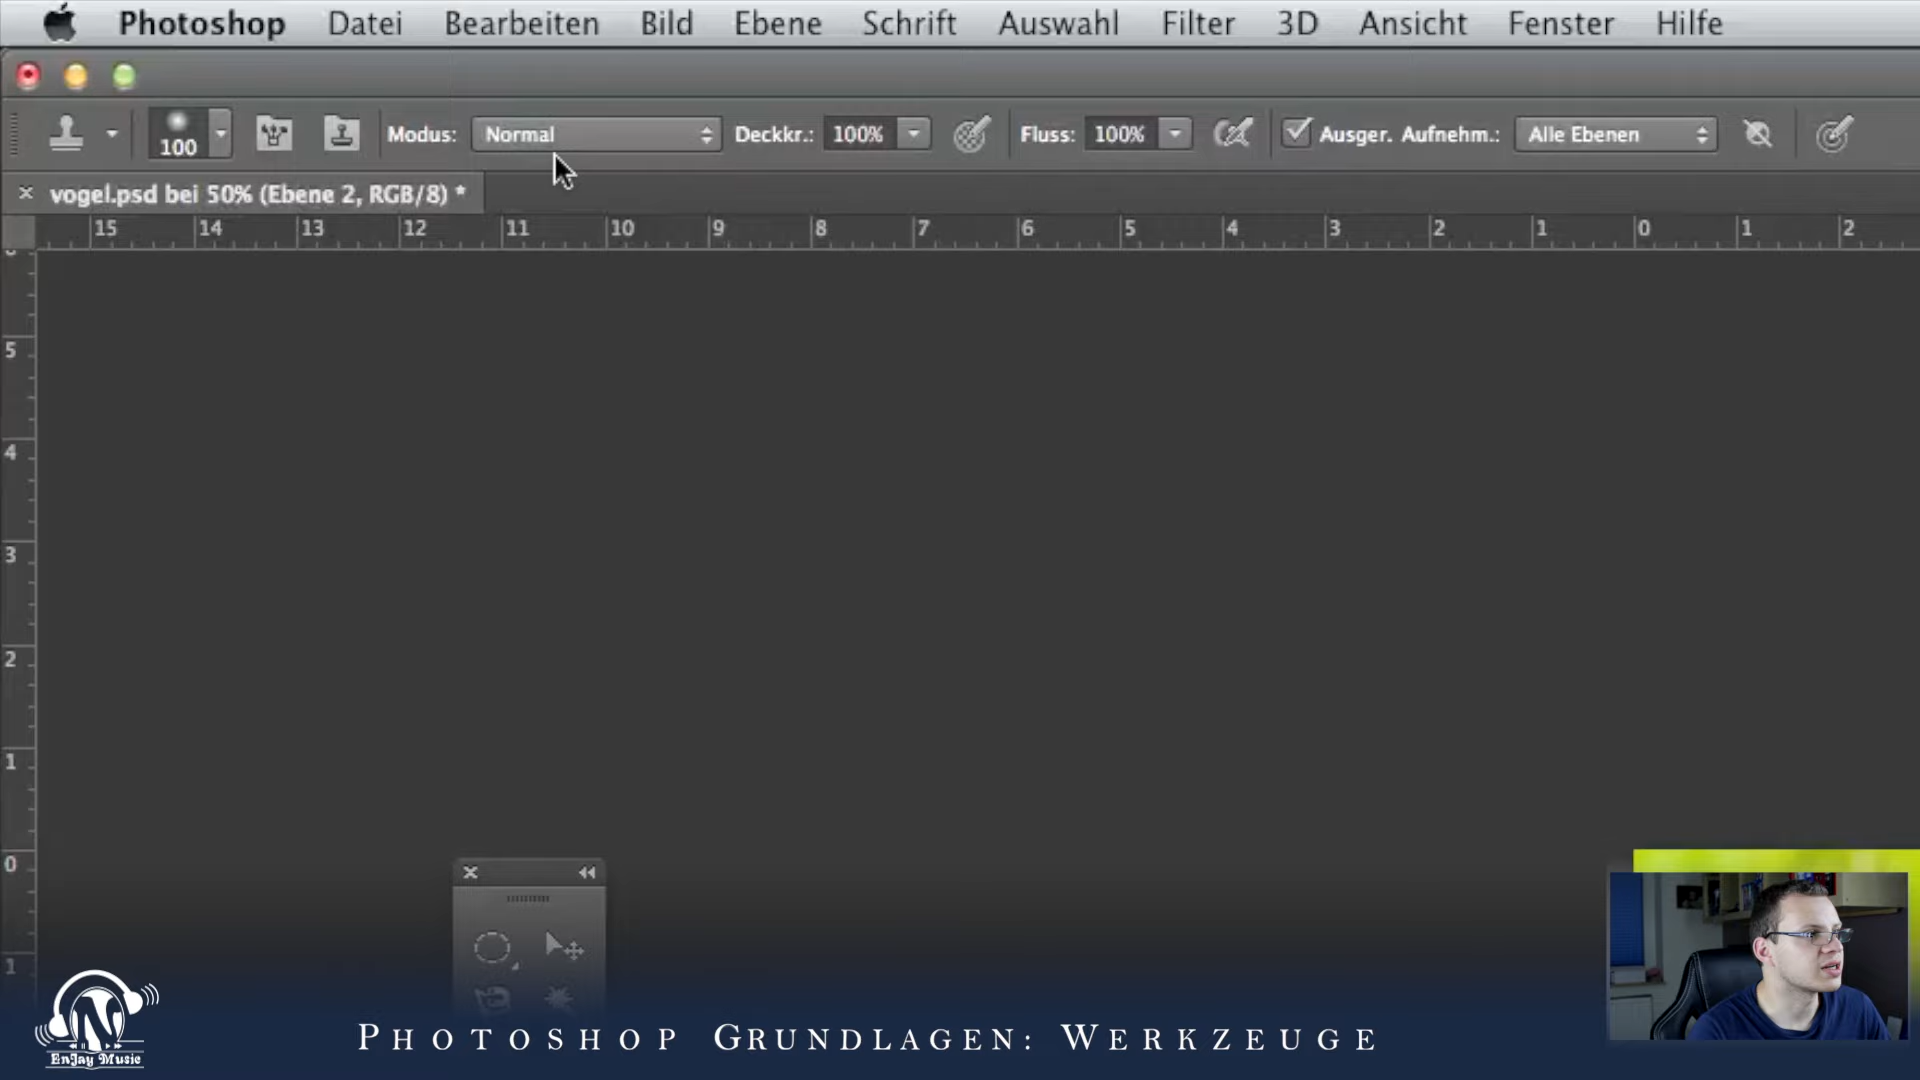 Photoshop Datei Bearbeiten Bild Ebene Schrift Auswahl Filter 3D Ansicht Fenster Hilfe
100 Modus: Normal Deckkr.: 100% Fluss: 100% Ausger. Aufnehm.: Alle Ebenen
vogel.psd bei 50% (Ebene 2, RGB/8) *
15 14 13 12 11 10 9 8 7 6 5 4 3 2 1 0 1 2
5
4
3
2
1
0
1
EnJay Music
Photoshop Grundlagen: Werkzeuge